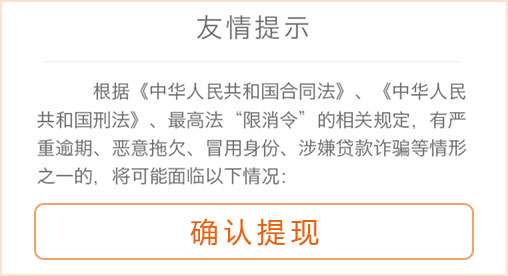 友情提示
根据《中华人民共和国合同法》、《中华人民
共和国刑法》、最高法“限消令”的相关规定,有严
重逾期、恶意拖欠、冒用身份、涉嫌贷款诈骗等情形
之一的,将可能面临以下情况:
确认提现